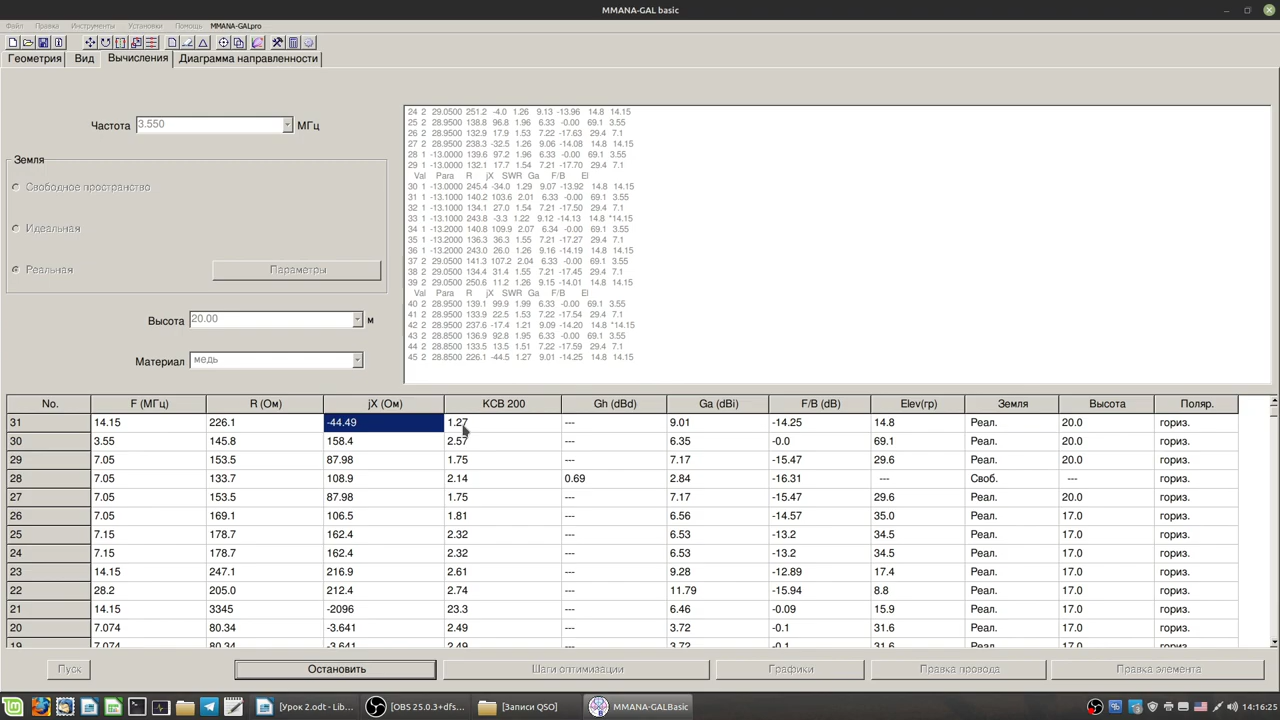 MMANA-GAL basic
Файл Правка Инструменты Установки Помощь MMANA-GALpro
Геометрия Вид Вычисления Диаграмма направленности
Частота 3.550 МГц
Земля
Свободное пространство
Идеальная
Реальная Параметры
Высота 20.00 м
Материал медь
24 2 29.0500 251.2 -4.0 1.26 9.13 -13.96 14.8 14.15
25 2 28.9500 138.8 96.8 1.96 6.33 -0.00 69.1 3.55
26 2 28.9500 132.9 17.9 1.53 7.22 -17.63 29.4 7.1
27 2 28.9500 238.3 -32.5 1.26 9.06 -14.08 14.8 14.15
28 1 -13.0000 139.6 97.2 1.96 6.33 -0.00 69.1 3.55
29 1 -13.0000 132.1 17.7 1.54 7.21 -17.70 29.4 7.1
Val Para R jX SWR Ga F/B El
30 1 -13.0000 245.4 -34.0 1.29 9.07 -13.92 14.8 14.15
31 1 -13.1000 140.2 103.6 2.01 6.33 -0.00 69.1 3.55
32 1 -13.1000 134.1 27.0 1.54 7.21 -17.50 29.4 7.1
33 1 -13.1000 243.8 -3.3 1.22 9.12 -14.13 14.8 *14.15
34 1 -13.2000 140.8 109.9 2.07 6.34 -0.00 69.1 3.55
35 1 -13.2000 136.3 36.3 1.55 7.21 -17.27 29.4 7.1
36 1 -13.2000 243.0 26.0 1.26 9.16 -14.19 14.8 14.15
37 2 -13.2000 141.3 107.2 2.04 6.33 -0.00 69.1 3.55
38 2 -13.2000 134.4 31.4 1.55 7.21 -17.45 29.4 7.1
39 2 -13.2000 250.6 11.2 1.26 9.15 -14.01 14.8 14.15
Val Para R jX SWR Ga F/B El
40 2 28.9500 139.1 99.9 1.99 6.33 -0.00 69.1 3.55
41 2 28.9500 133.9 22.5 1.54 7.21 -17.54 29.4 7.1
42 2 28.9500 237.6 -17.4 1.21 9.09 -14.20 14.8 *14.15
43 2 28.8500 136.9 92.8 1.95 6.33 -0.00 69.1 3.55
44 2 28.8500 133.5 13.5 1.51 7.22 -17.59 29.4 7.1
45 2 28.8500 226.1 -44.5 1.27 9.01 -14.25 14.8 14.15
No. F (МГц) R (Ом) jX (Ом) КСВ 200 Gh (dBd) Ga (dBi) F/B (dB) Elev(гр) Земля Высота Поляр.
31 14.15 226.1 -44.49 1.27 --- 9.01 -14.25 14.8 Реал. 20.0 гориз.
30 3.55 145.8 158.4 2.57 --- 6.35 -0.0 69.1 Реал. 20.0 гориз.
29 7.05 153.5 87.98 1.75 --- 7.17 -15.47 29.6 Реал. 20.0 гориз.
28 7.05 133.7 108.9 2.14 0.69 2.84 -16.31 --- Своб. --- гориз.
27 7.05 153.5 87.98 1.75 --- 7.17 -15.47 29.6 Реал. 20.0 гориз.
26 7.05 169.1 106.5 1.81 --- 6.56 -14.57 35.0 Реал. 17.0 гориз.
25 7.15 178.7 162.4 2.32 --- 6.53 -13.2 34.5 Реал. 17.0 гориз.
24 7.15 178.7 162.4 2.32 --- 6.53 -13.2 34.5 Реал. 17.0 гориз.
23 14.15 247.1 216.9 2.61 --- 9.28 -12.89 17.4 Реал. 17.0 гориз.
22 28.2 205.0 212.4 2.74 --- 11.79 -15.94 8.8 Реал. 17.0 гориз.
21 14.15 3345 -2096 23.3 --- 6.46 -0.09 15.9 Реал. 17.0 гориз.
20 7.074 80.34 -3.641 2.49 --- 3.72 -0.1 31.6 Реал. 17.0 гориз.
19 7.074 80.34 -3.641 2.49 --- 3.72 -0.1 31.6 Реал. 17.0 гориз.
Пуск Остановить Шаги оптимизации Графики Правка провода Правка элемента
[Урок 2.odt - Lib... [OBS 25.0.3+dfs... [Записи QSO] MMANA-GALBasic 14:16:25